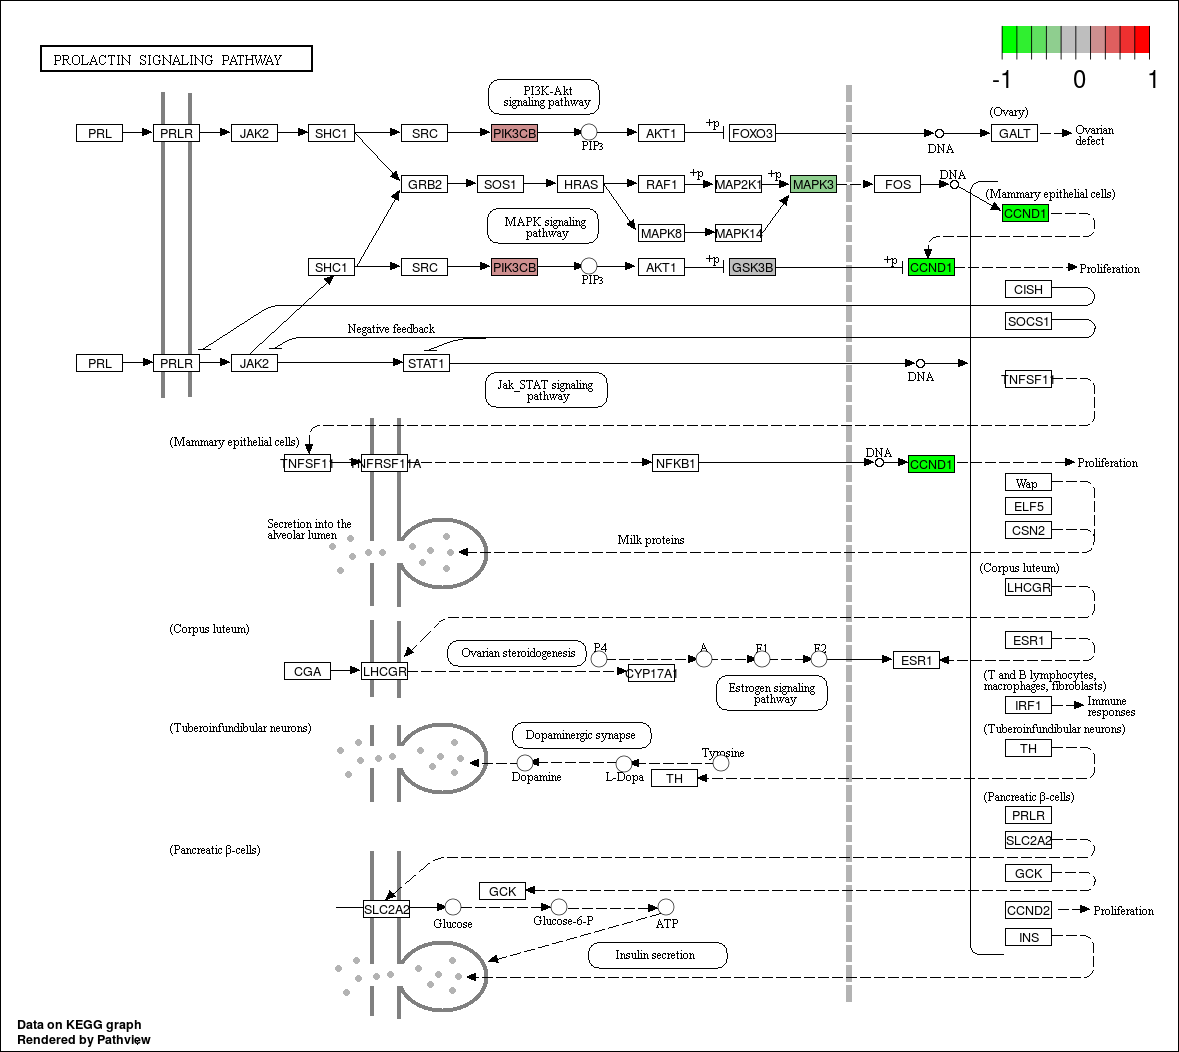 PROLACTIN SIGNALING PATHWAY
-1 0 1
PI3K-Akt
signaling pathway
(Ovary)
PRL PRLR JAK2 SHC1 SRC PIK3CB PIP3 AKT1 +p FOXO3 DNA GALT Ovarian
defect
GRB2 SOS1 HRAS RAF1 +p MAP2K1 +p MAPK3 FOS DNA
(Mammary epithelial cells)
CCND1
MAPK signaling
pathway
MAPK8 MAPK14
SHC1 SRC PIK3CB PIP3 AKT1 +p GSK3B +p CCND1 Proliferation
CISH
SOCS1
Negative feedback
PRL PRLR JAK2 STAT1 DNA
Jak_STAT signaling
pathway
TNFSF11
(Mammary epithelial cells)
TNFSF11 TNFRSF11A NFKB1 DNA CCND1 Proliferation
Wap
ELF5
CSN2
Secretion into the
alveolar lumen
Milk proteins
(Corpus luteum)
LHCGR
(Corpus luteum)
ESR1
CGA LHCGR Ovarian steroidogenesis P4 A E1 E2 ESR1
CYP17A1
Estrogen signaling
pathway
(T and B lymphocytes,
macrophages, fibroblasts)
IRF1 Immune
responses
(Tuberoinfundibular neurons)
(Tuberoinfundibular neurons)
TH
Dopaminergic synapse
Dopamine L-Dopa Tyrosine
TH
(Pancreatic β-cells)
PRLR
SLC2A2
(Pancreatic β-cells)
GCK
GCK
SLC2A2 Glucose Glucose-6-P ATP
CCND2 Proliferation
INS
Insulin secretion
Data on KEGG graph
Rendered by Pathview